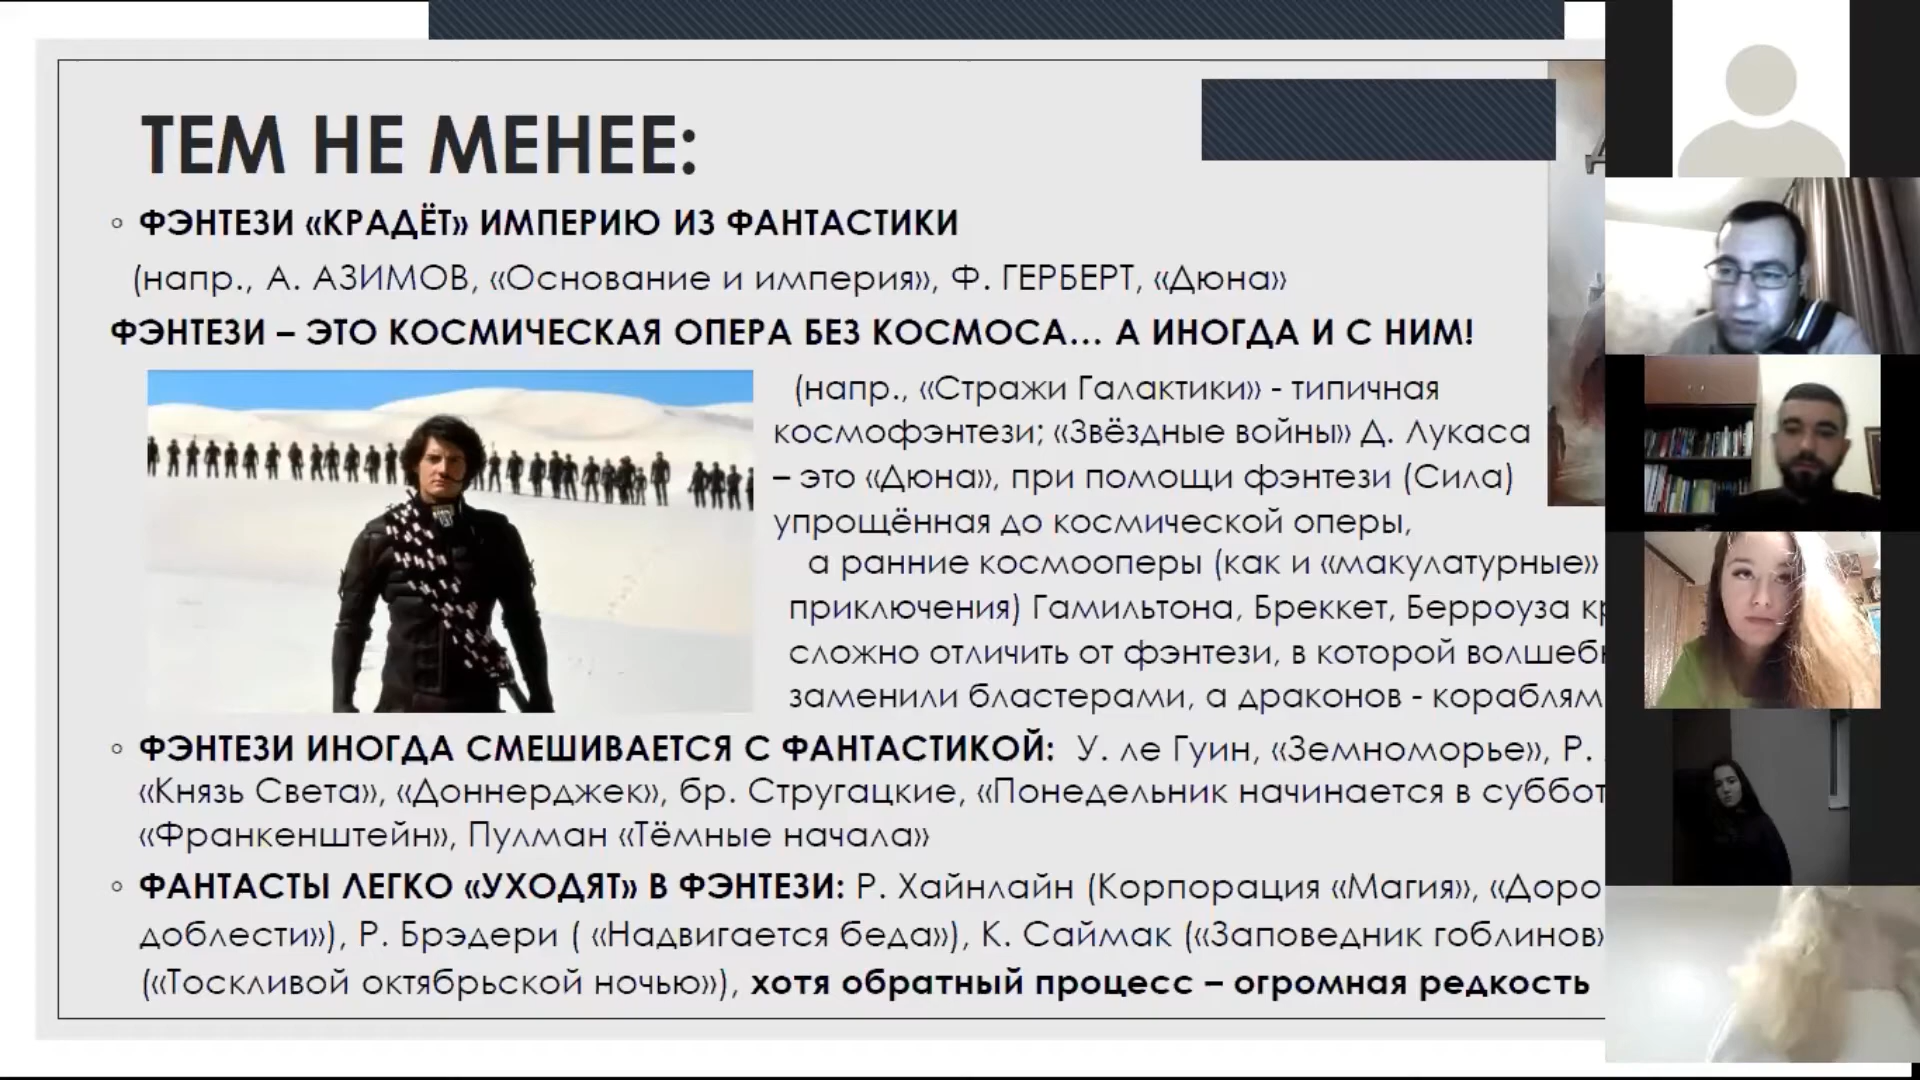 ТЕМ НЕ МЕНЕЕ:
ФЭНТЕЗИ «КРАДЁТ» ИМПЕРИЮ ИЗ ФАНТАСТИКИ
(напр., А. АЗИМОВ, «Основание и империя», Ф. ГЕРБЕРТ, «Дюна»
ФЭНТЕЗИ – ЭТО КОСМИЧЕСКАЯ ОПЕРА БЕЗ КОСМОСА... А ИНОГДА И С НИМ!
(напр., «Стражи Галактики» - типичная
космофэнтези; «Звёздные войны» Д. Лукаса
– это «Дюна», при помощи фэнтези (Сила)
упрощённая до космической оперы,
а ранние космооперы (как и «макулатурные»
приключения) Гамильтона, Бреккет, Берроуза
сложно отличить от фэнтези, в которой
заменили бластерами, а драконов -
ФЭНТЕЗИ ИНОГДА СМЕШИВАЕТСЯ С ФАНТАСТИКОЙ: У. ле Гуин, «Земноморье», Р.
«Князь Света», «Доннерджек», бр. Стругацкие, «Понедельник начинается в
«Франкенштейн», Пулман «Тёмные начала»
ФАНТАСТЫ ЛЕГКО «УХОДЯТ» В ФЭНТЕЗИ: Р. Хайнлайн (Корпорация «Магия»,
доблести»), Р. Брэдери ( «Надвигается беда»), К. Саймак («Заповедник гоблинов»
(«Тоскливой октябрьской ночью»), хотя обратный процесс – огромная редкость